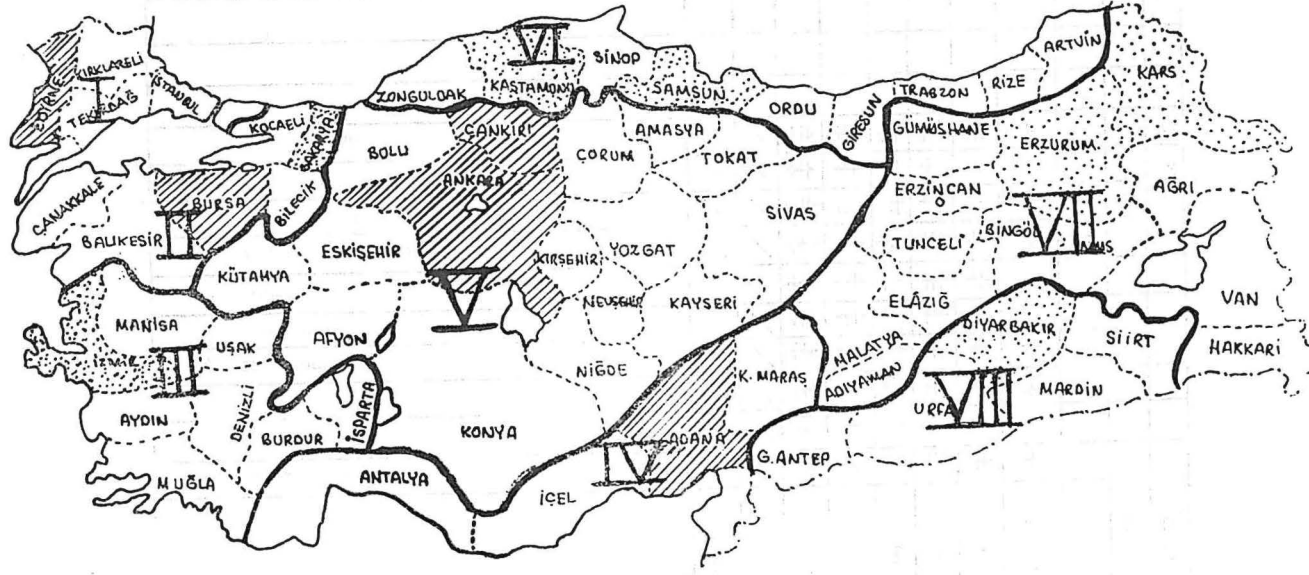 KIRKLARELİ
EDİRNE
I
TEKİRDAĞ
İSTANBUL
KOCAELİ
SAKARYA
ZONGULDAK
VI
KASTAMONU
SİNOP
SAMSUN
ORDU
GİRESUN
TRABZON
RİZE
ARTVİN
KARS
ÇANKIRI
BOLU
ÇORUM
AMASYA
TOKAT
GÜMÜŞHANE
ERZURUM
ÇANAKKALE
BALIKESİR
II
BURSA
BİLECİK
ANKARA
ESKİŞEHİR
KÜTAHYA
KIRŞEHİR
YOZGAT
SİVAS
ERZİNCAN
TUNCELİ
BİNGÖL
VII
MUŞ
AĞRI
VAN
V
NEVŞEHİR
KAYSERİ
ELÂZIĞ
MALATYA
DİYARBAKIR
SİİRT
HAKKARİ
MANİSA
İZMİR
III
UŞAK
AFYON
NİĞDE
K.MARAŞ
ADIYAMAN
URFA
VIII
MARDİN
AYDIN
DENİZLİ
BURDUR
ISPARTA
KONYA
IV
ADANA
G.ANTEP
MUĞLA
ANTALYA
İÇEL